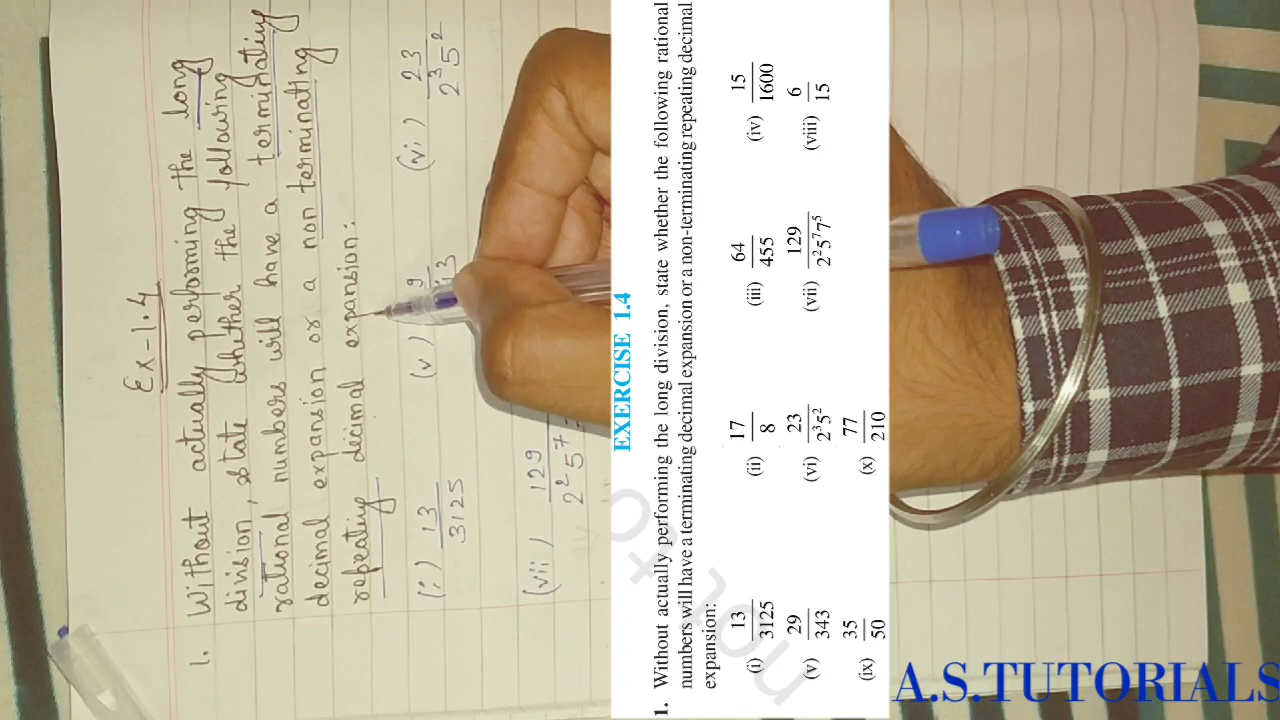 Ex-1.4
1. Without actually performing the long
division, state whether the following
rational numbers will have a terminating
decimal expansion or a non terminating
repeating decimal expansion:
(i) 13/3125 (v) 9 13 (vi) 23/2³5²
(vii) 129/2²5⁷
EXERCISE 1.4
1. Without actually performing the long division, state whether the following rational
numbers will have a terminating decimal expansion or a non-terminating repeating decimal
expansion:
(i) 13/3125 (ii) 17/8 (iii) 64/455 (iv) 15/1600
(v) 29/343 (vi) 23/2³5² (vii) 129/2²5⁷7⁵ (viii) 6/15
(ix) 35/50 (x) 77/210
not to
A.S.TUTORIALS